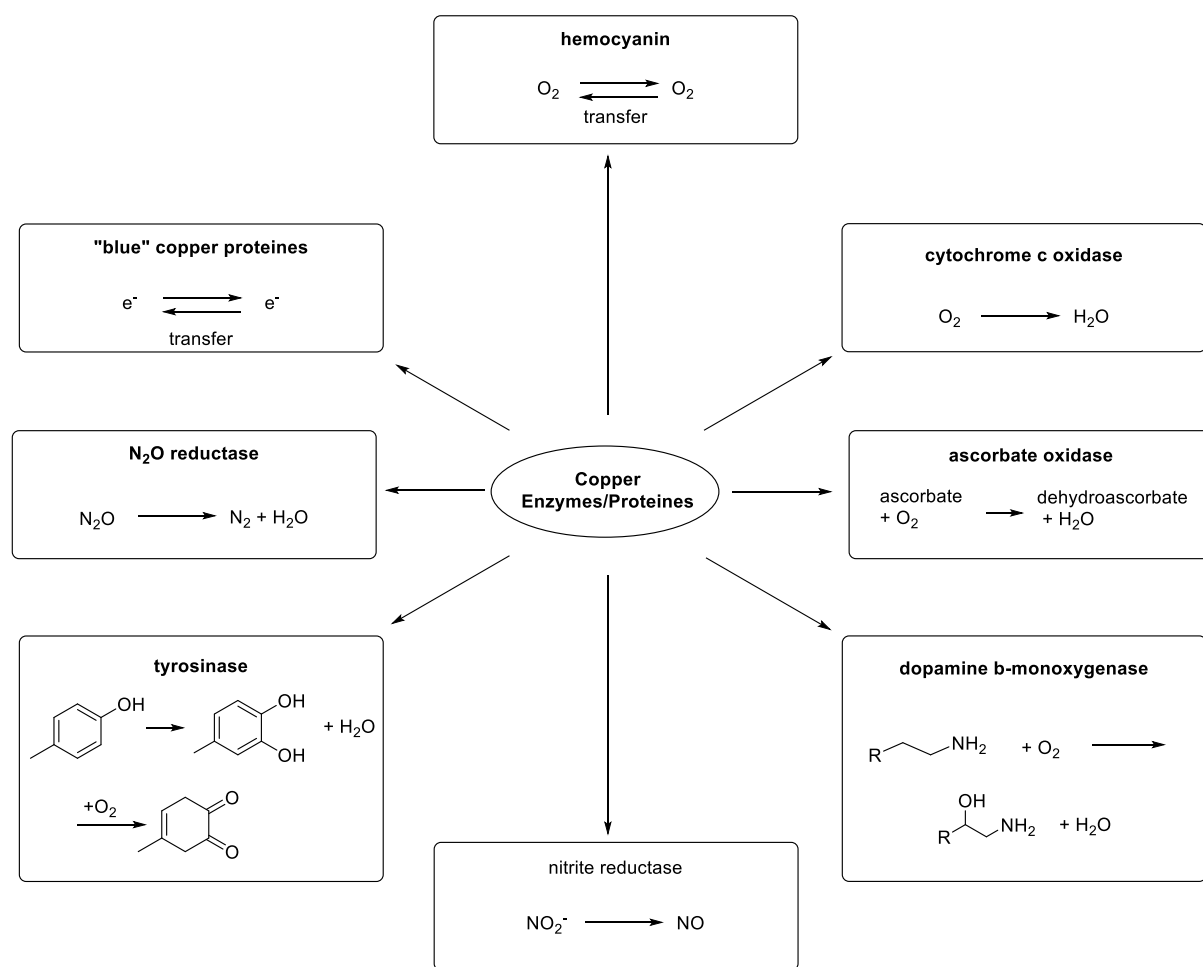 hemocyanin
O₂ O₂
transfer
"blue" copper proteines
e⁻ e⁻
transfer
cytochrome c oxidase
O₂ H₂O
N₂O reductase
N₂O N₂ + H₂O
Copper
Enzymes/Proteins
ascorbate oxidase
ascorbate dehydroascorbate
+ O₂ + H₂O
tyrosinase
OH OH
+ H₂O
OH
+O₂ O
O
dopamine b-monoxygenase
R NH₂ + O₂
OH
R NH₂ + H₂O
nitrite reductase
NO₂⁻ NO